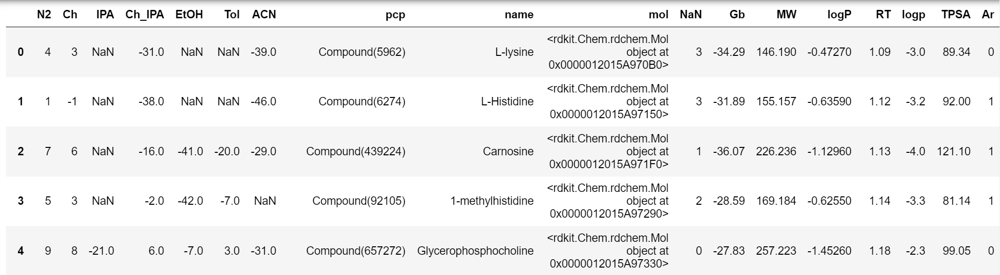 N2 Ch IPA Ch_IPA EtOH Tol ACN pcp name mol NaN Gb MW logP RT logp TPSA Ar
<rdkit.Chem.rdchem.Mol
0 4 3 NaN -31.0 NaN NaN -39.0 Compound(5962) L-lysine object at 3 -34.29 146.190 -0.47270 1.09 -3.0 89.34 0
0x0000012015A970B0>
<rdkit.Chem.rdchem.Mol
1 1 -1 NaN -38.0 NaN NaN -46.0 Compound(6274) L-Histidine object at 3 -31.89 155.157 -0.63590 1.12 -3.2 92.00 1
0x0000012015A97150>
<rdkit.Chem.rdchem.Mol
2 7 6 NaN -16.0 -41.0 -20.0 -29.0 Compound(439224) Carnosine object at 1 -36.07 226.236 -1.12960 1.13 -4.0 121.10 1
0x0000012015A971F0>
<rdkit.Chem.rdchem.Mol
3 5 3 NaN -2.0 -42.0 -7.0 NaN Compound(92105) 1-methylhistidine object at 2 -28.59 169.184 -0.62550 1.14 -3.3 81.14 1
0x0000012015A97290>
<rdkit.Chem.rdchem.Mol
4 9 8 -21.0 6.0 -7.0 3.0 -31.0 Compound(657272) Glycerophosphocholine object at 0 -27.83 257.223 -1.45260 1.18 -2.3 99.05 0
0x0000012015A97330>